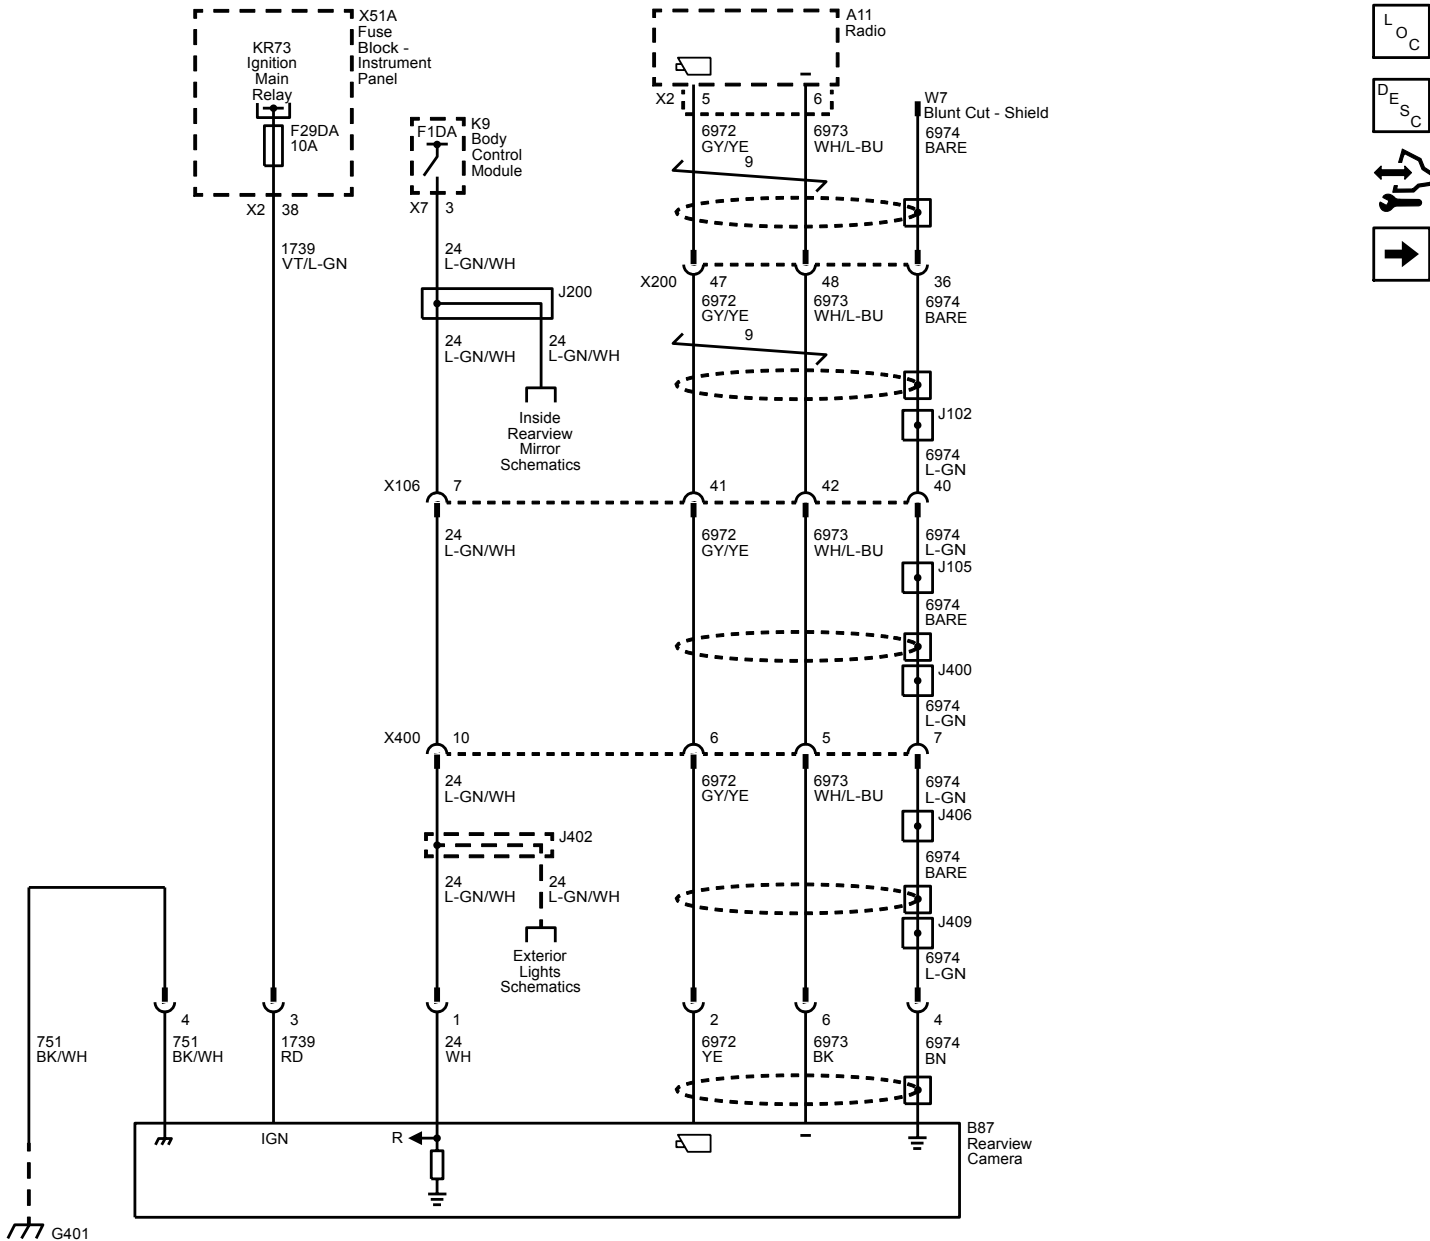 X51A
Fuse
Block -
Instrument
Panel
KR73
Ignition
Main
Relay
F29DA
10A
X2 38
1739
VT/L-GN
F1DA
K9
Body
Control
Module
X7 3
24
L-GN/WH
J200
24
L-GN/WH
24
L-GN/WH
Inside
Rearview
Mirror
Schematics
A11
Radio
X2 5 6
6972
GY/YE
6973
WH/L-BU
9
W7
Blunt Cut - Shield
6974
BARE
X200 47 48 36
6972
GY/YE
6973
WH/L-BU
6974
BARE
9
J102
6974
L-GN
X106 7 41 42 40
24
L-GN/WH
6972
GY/YE
6973
WH/L-BU
6974
L-GN
J105
6974
BARE
J400
6974
L-GN
X400 10 6 5 7
24
L-GN/WH
6972
GY/YE
6973
WH/L-BU
6974
L-GN
J406
J402
24
L-GN/WH
24
L-GN/WH
Exterior
Lights
Schematics
6974
BARE
J409
6974
L-GN
4 3 1 2 6 4
751
BK/WH
751
BK/WH
1739
RD
24
WH
6972
YE
6973
BK
6974
BN
IGN
R
B87
Rearview
Camera
G401
LOC
DESC